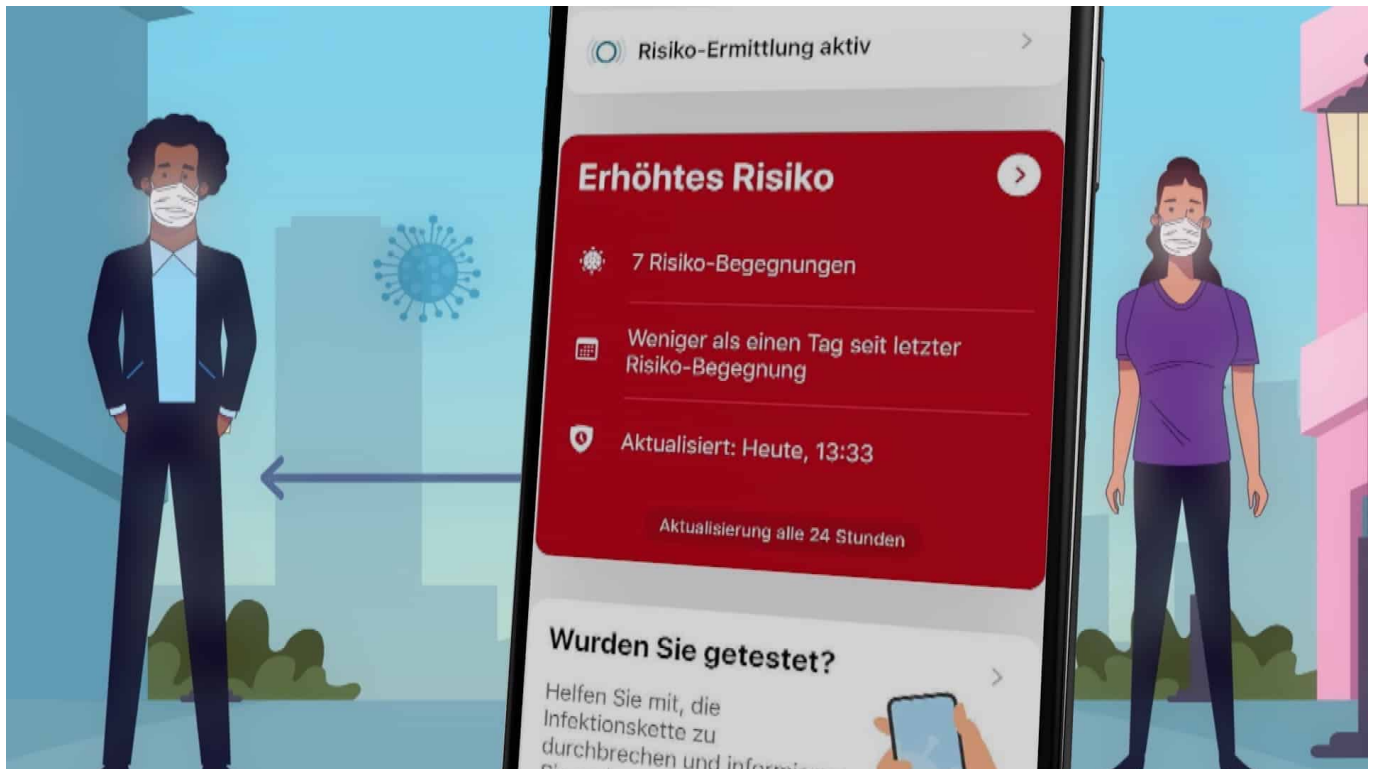 Risiko-Ermittlung aktiv
Erhöhtes Risiko
7 Risiko-Begegnungen
Weniger als einen Tag seit letzter
Risiko-Begegnung
Aktualisiert: Heute, 13:33
Aktualisierung alle 24 Stunden
Wurden Sie getestet?
Helfen Sie mit, die
Infektionskette zu
durchbrechen und